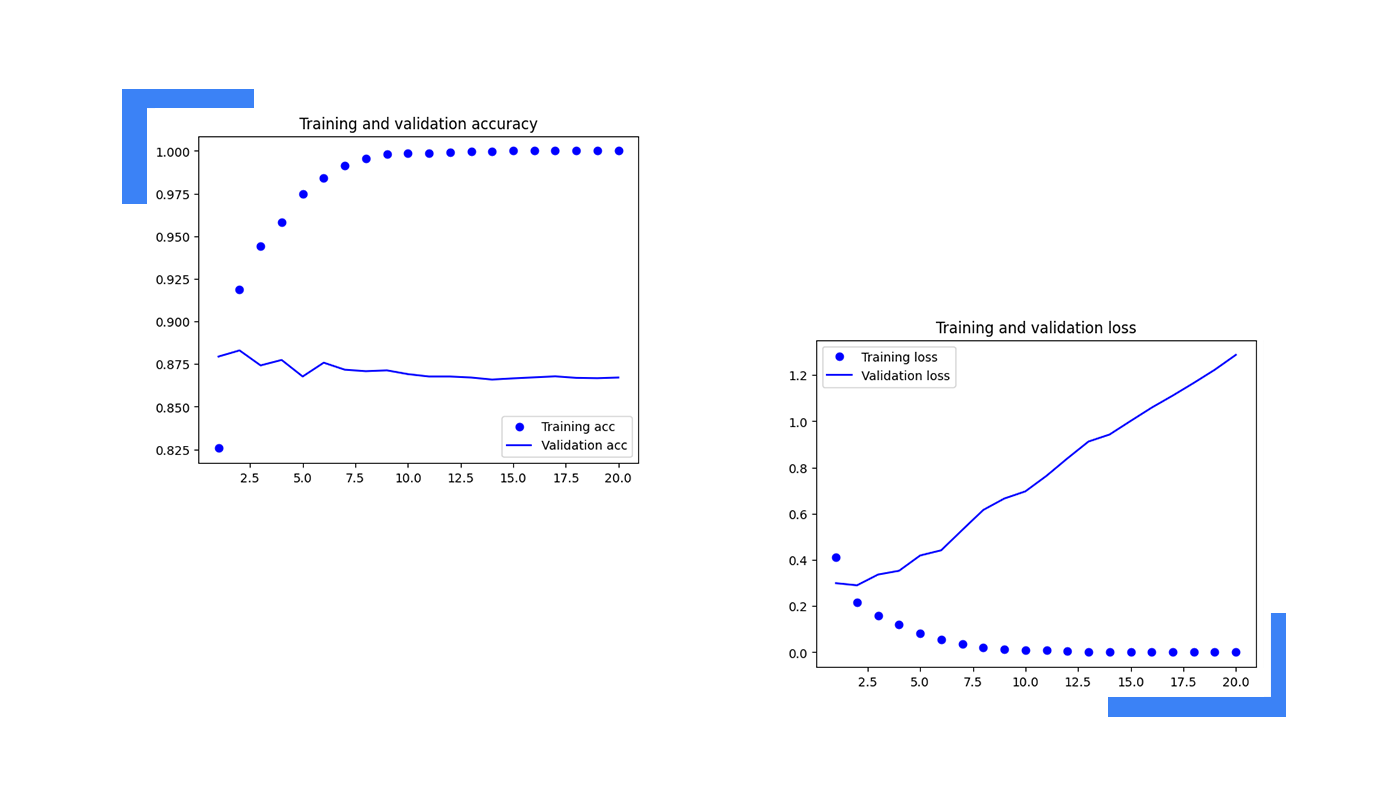 Training and validation accuracy
1.000
0.975
0.950
0.925
0.900
0.875
0.850
0.825
Training acc
Validation acc
2.5 5.0 7.5 10.0 12.5 15.0 17.5 20.0
Training and validation loss
Training loss
Validation loss
1.2
1.0
0.8
0.6
0.4
0.2
0.0
2.5 5.0 7.5 10.0 12.5 15.0 17.5 20.0